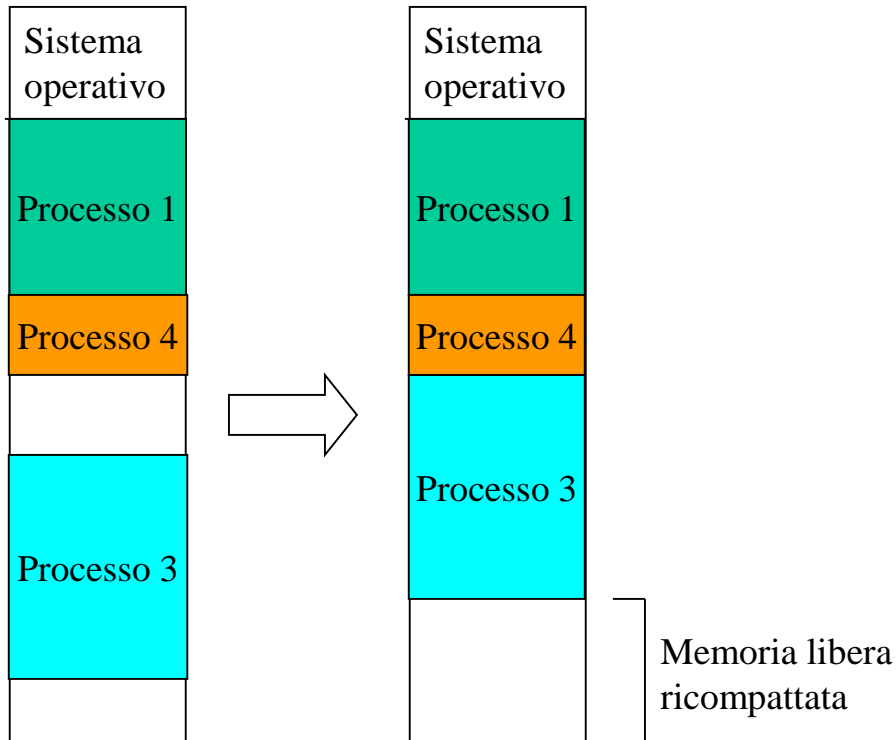 Sistema
operativo
Processo 1
Processo 4
Processo 3
Sistema
operativo
Processo 1
Processo 4
Processo 3
Memoria libera
ricompattata